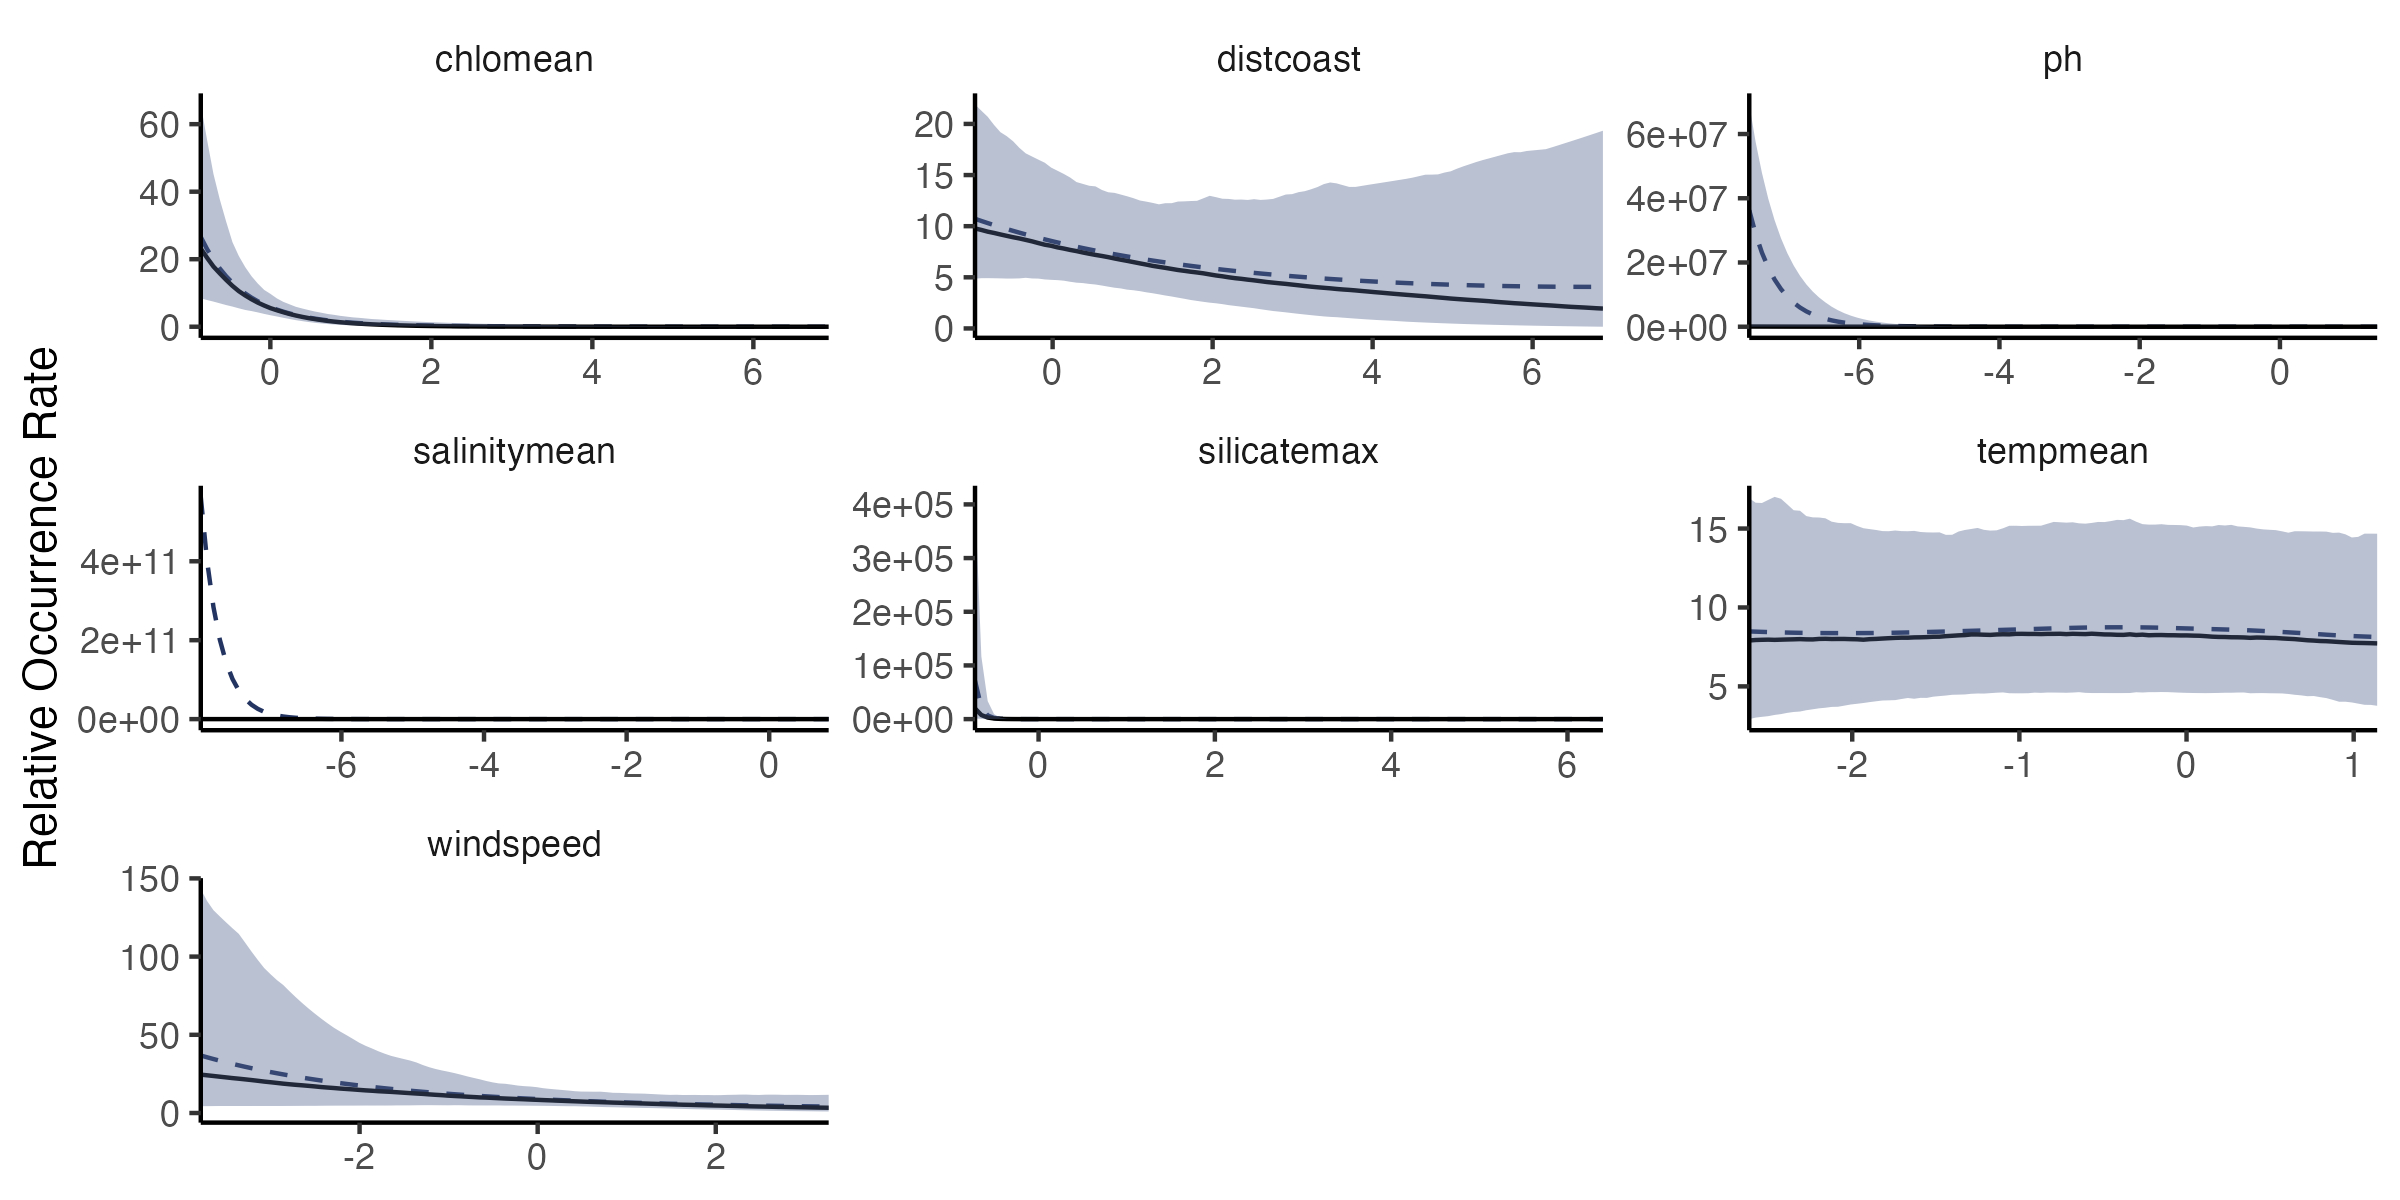 chlomean distcoast ph
60 20 6e+07
40 15 4e+07
20 10 2e+07
0 5 0e+00
0
0 2 4 6 0 2 4 6 -6 -4 -2 0
Relative Occurrence Rate
salinitymean silicatemax tempmean
4e+11 4e+05 15
2e+11 3e+05 10
0e+00 2e+05 5
1e+05
0e+00
-6 -4 -2 0 0 2 4 6 -2 -1 0 1
windspeed
150
100
50
0
-2 0 2